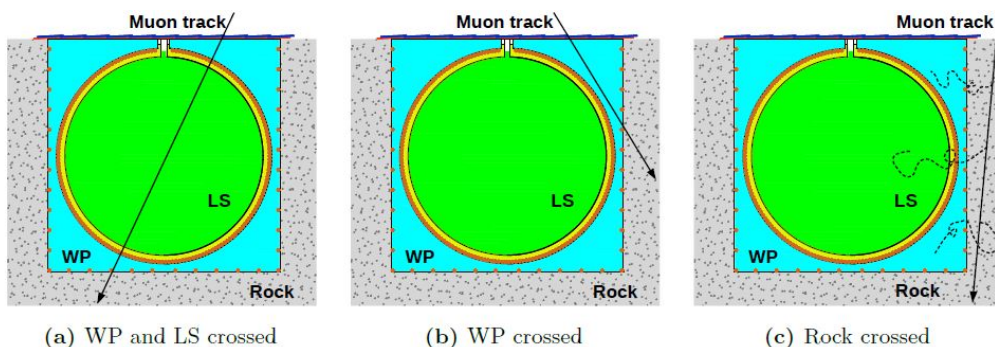 Muon track
LS
WP
Rock
(a) WP and LS crossed
Muon track
LS
WP
Rock
(b) WP crossed
Muon track
LS
WP
Rock
(c) Rock crossed